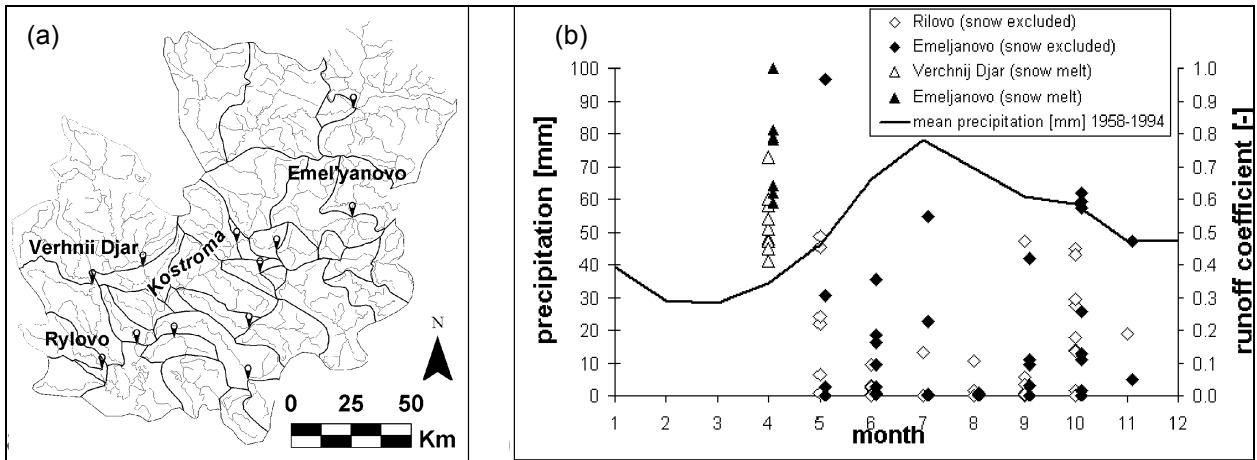 (a)
Emel'yanovo
Verhnii Djar
Kostroma
Rylovo
N
0 25 50
Km
(b)
Rilovo (snow excluded)
Emeljanovo (snow excluded)
Verchnij Djar (snow melt)
Emeljanovo (snow melt)
mean precipitation [mm] 1958-1994
precipitation [mm]
100
90
80
70
60
50
40
30
20
10
0
1.0
0.9
0.8
0.7
0.6
0.5
0.4
0.3
0.2
0.1
0.0
runoff coefficient [-]
1 2 3 4 5 6 7 8 9 10 11 12
month